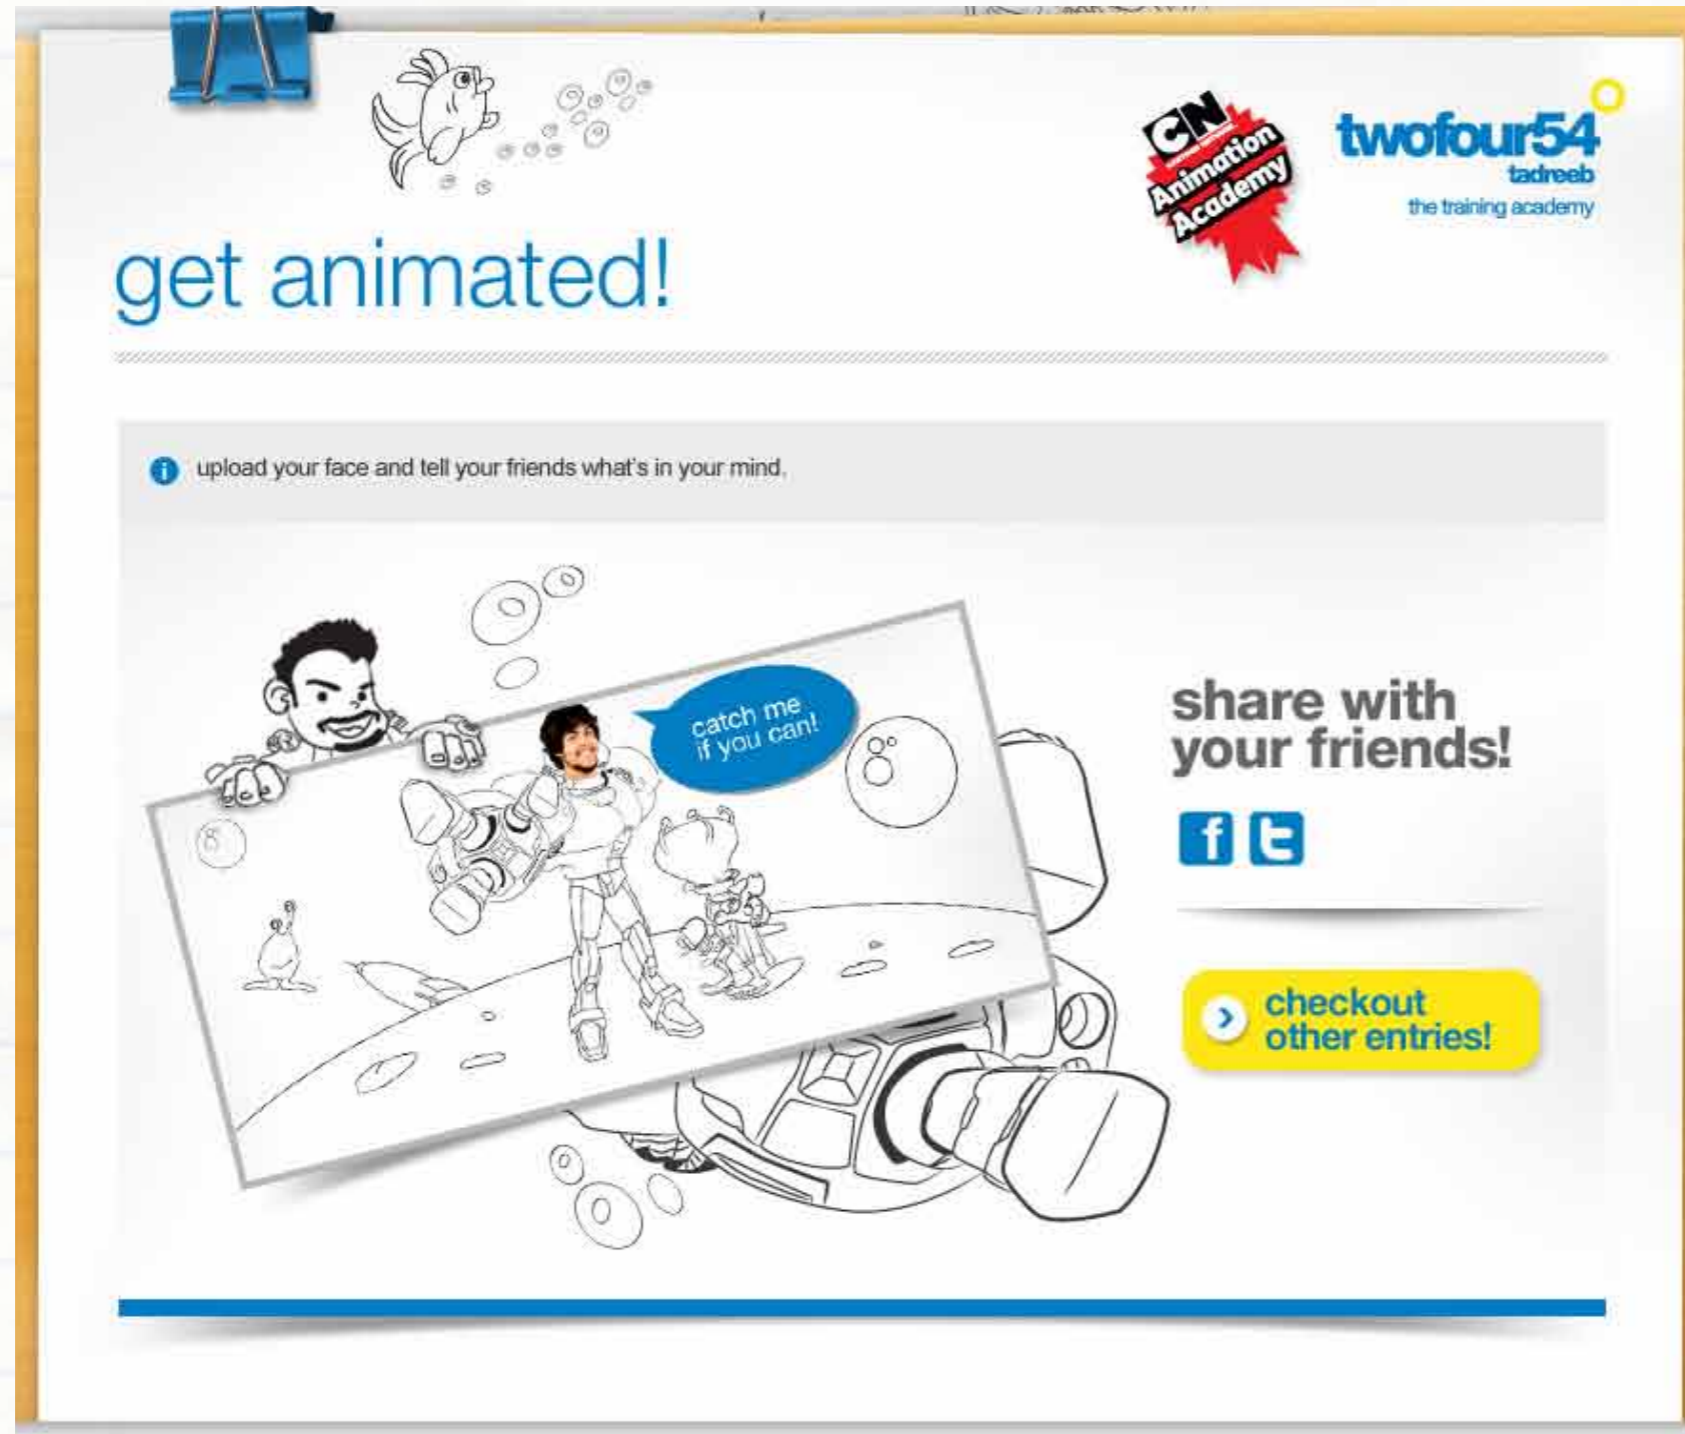 CN
Animation
Academy
twofour54
tadreeb
the training academy
get animated!
i
upload your face and tell your friends what's in your mind.
catch me
if you can!
share with
your friends!
f t
checkout
other entries!